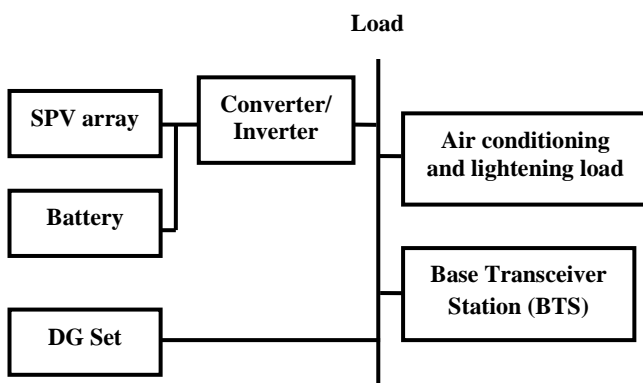 Load
SPV array
Converter/
Inverter
Air conditioning
and lightening load
Battery
Base Transceiver
Station (BTS)
DG Set